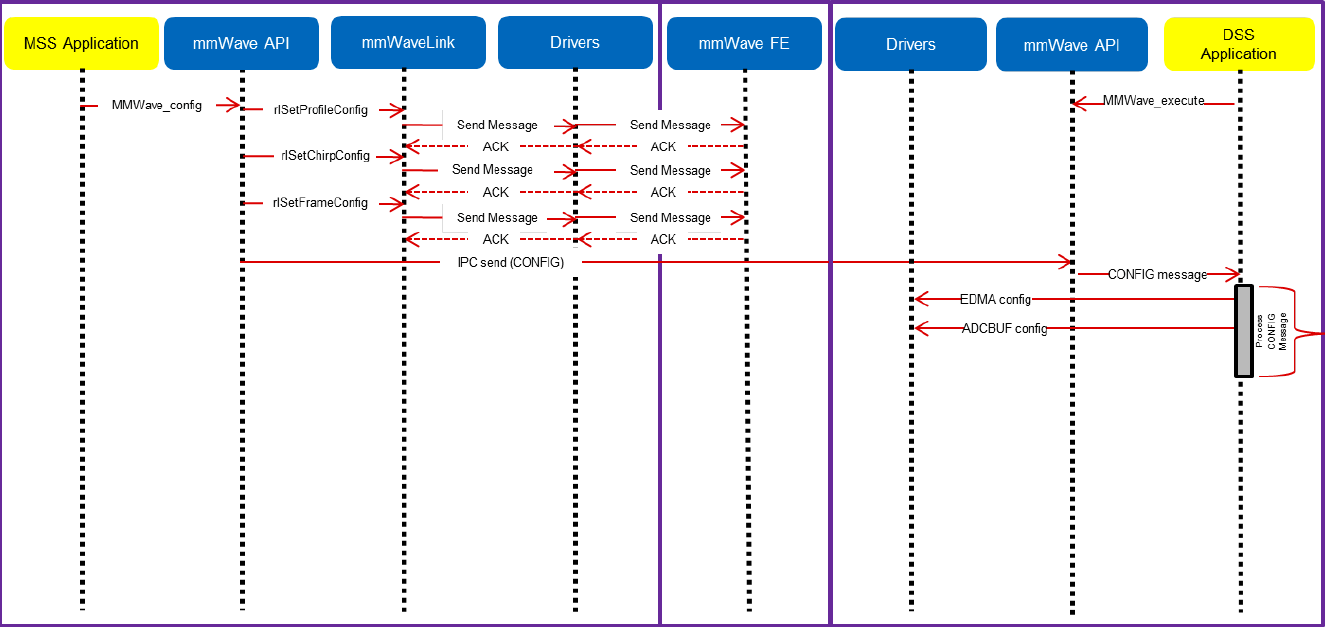 MSS Application
mmWave API
mmWaveLink
Drivers
mmWave FE
Drivers
mmWave API
DSS
Application
MMWave_config
rlSetProfileConfig
MMWave_execute
Send Message
Send Message
ACK
ACK
rlSetChirpConfig
Send Message
Send Message
ACK
ACK
rlSetFrameConfig
Send Message
Send Message
ACK
ACK
IPC send (CONFIG)
CONFIG message
EDMA config
ADCBUF config
Process
CONFIG
Message